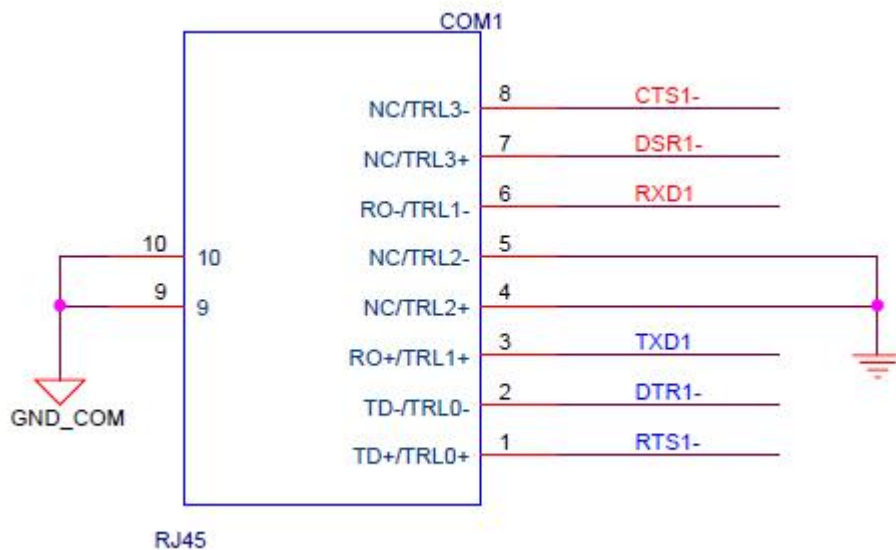 COM1
NC/TRL3- 8 CTS1-
NC/TRL3+ 7 DSR1-
RO-/TRL1- 6 RXD1
10 10 NC/TRL2- 5
9 9 NC/TRL2+ 4
RO+/TRL1+ 3 TXD1
TD-/TRL0- 2 DTR1-
GND_COM
TD+/TRL0+ 1 RTS1-
RJ45